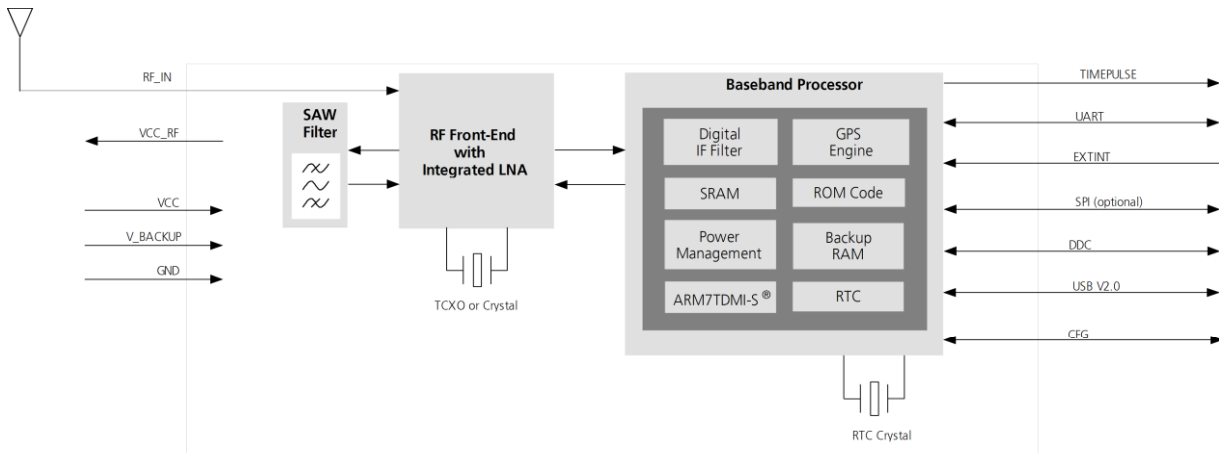 RF_IN
VCC_RF
VCC
V_BACKUP
GND
SAW
Filter
RF Front-End
with
Integrated LNA
TCXO or Crystal
Baseband Processor
Digital
IF Filter
GPS
Engine
SRAM
ROM Code
Power
Management
Backup
RAM
ARM7TDMI-S ®
RTC
RTC Crystal
TIMEPULSE
UART
EXTINT
SPI (optional)
DDC
USB V2.0
CFG